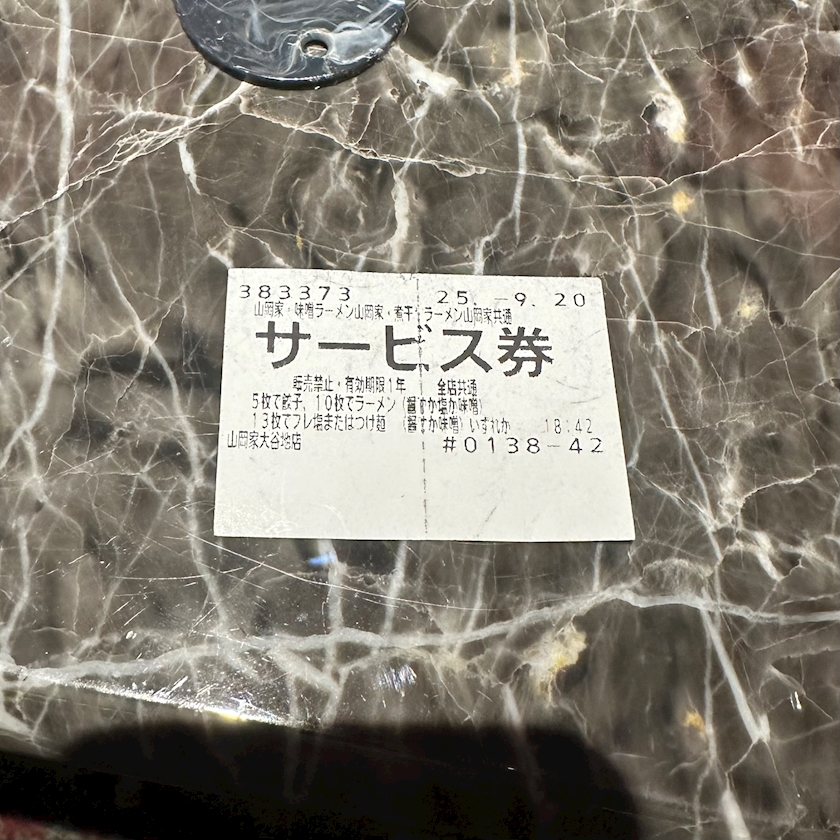 383373 25.-9.20
山岡家・味噌ラーメン山岡家・煮干しラーメン山岡家共通
サービス券
転売禁止・有効期限1年 全店共通
5枚で餃子、10枚でラーメン(醤すか塩か味噌)
13枚でプレ塩またはつけ麺 (醤すか味噌)いずれか 18:42
山岡家大谷地店 #0138-42